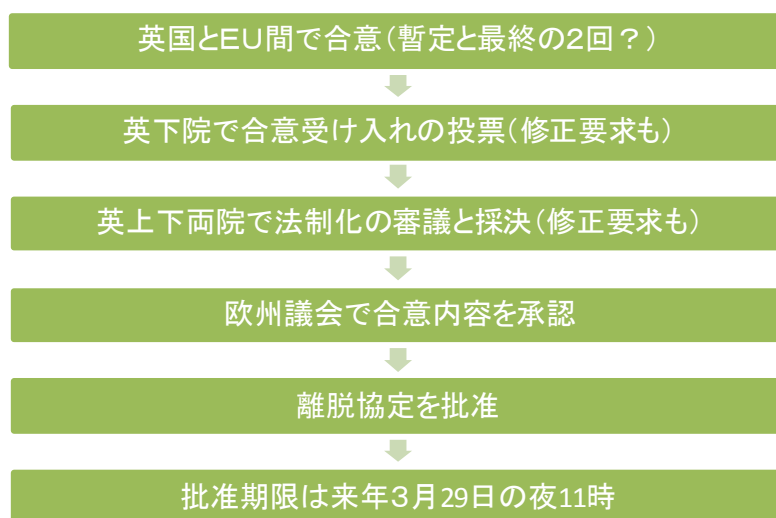 英国とEU間で合意(暫定と最終の2回？)
英下院で合意受け入れの投票(修正要求も)
英上下両院で法制化の審議と採決(修正要求も)
欧州議会で合意内容を承認
離脱協定を批准
批准期限は来年3月29日の夜11時